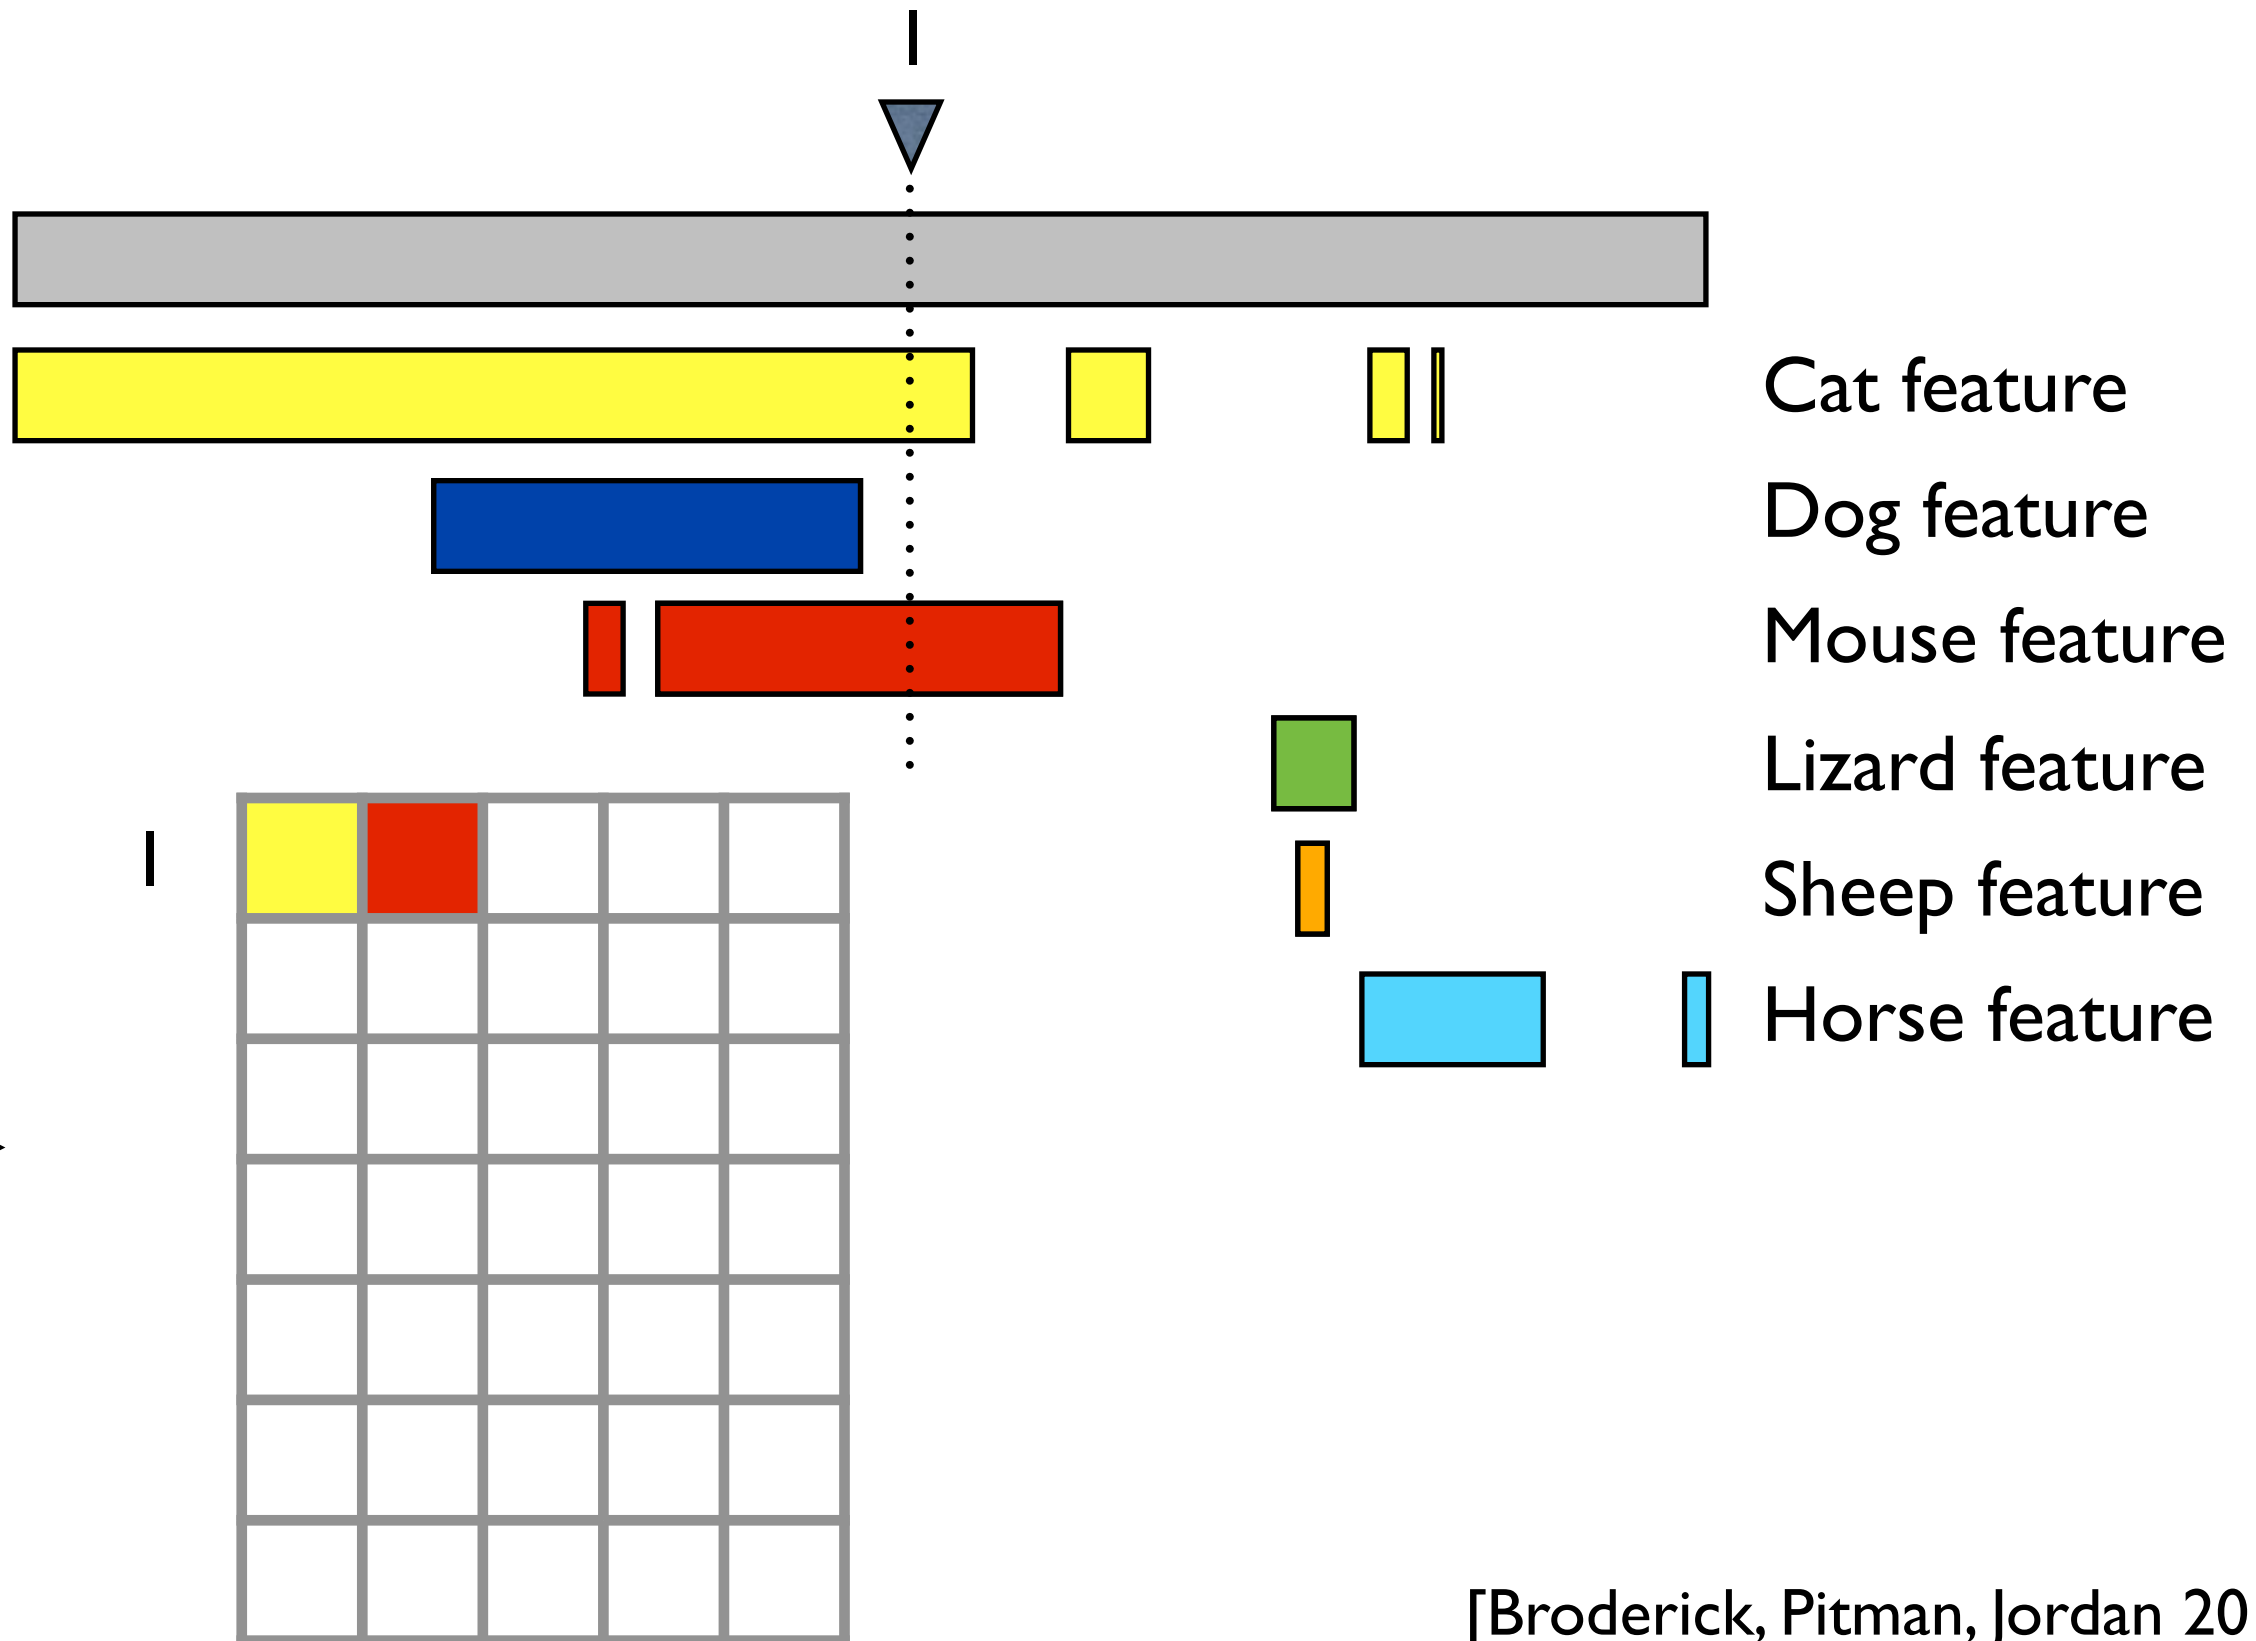 1
Cat feature
Dog feature
Mouse feature
Lizard feature
1
Sheep feature
Horse feature
[Broderick, Pitman, Jordan 20